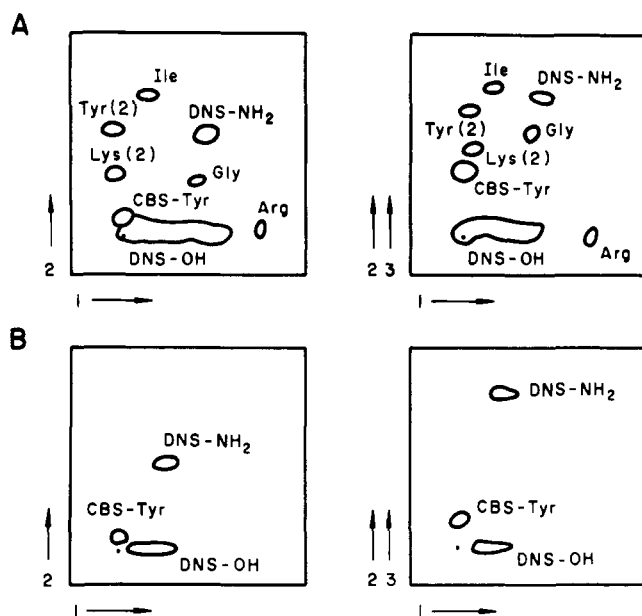 A
Ile
Tyr(2)
DNS-NH2
Lys(2)
Gly
CBS-Tyr
Arg
DNS-OH
2
1
Ile
DNS-NH2
Tyr(2)
Gly
Lys(2)
CBS-Tyr
DNS-OH
Arg
2 3
1
B
DNS-NH2
CBS-Tyr
DNS-OH
2
1
DNS-NH2
CBS-Tyr
DNS-OH
2 3
1